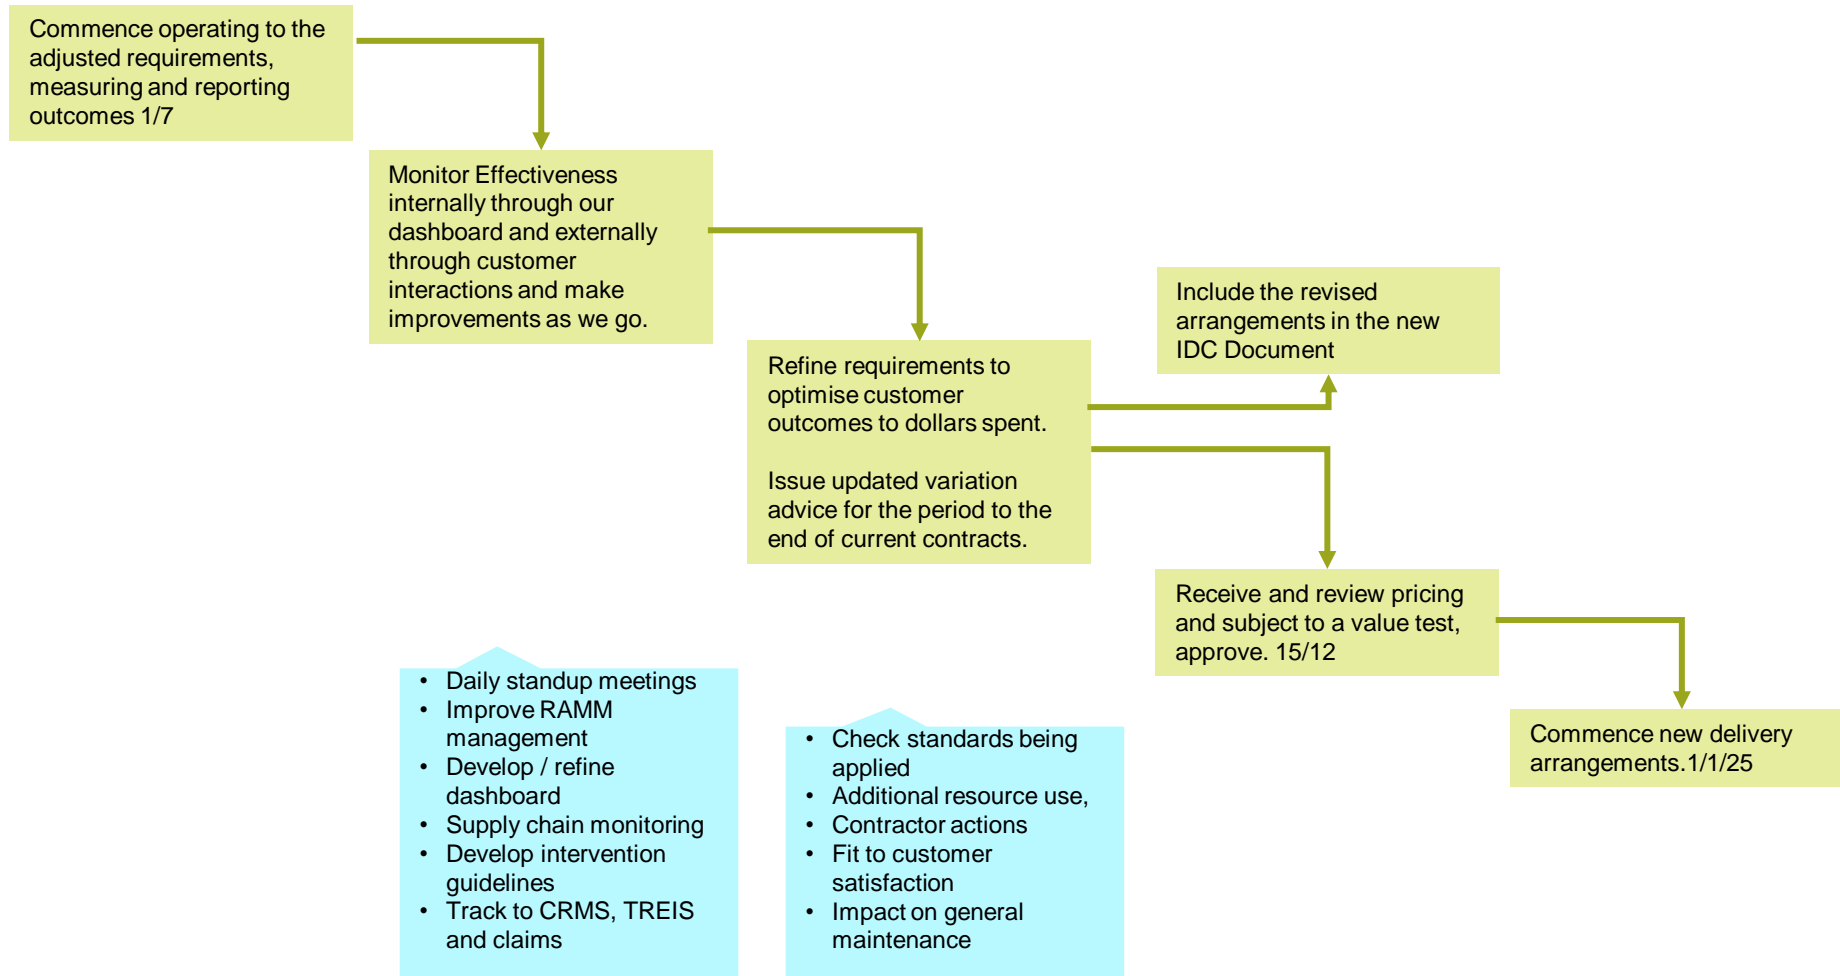 Commence operating to the
adjusted requirements,
measuring and reporting
outcomes 1/7
Monitor Effectiveness
internally through our
dashboard and externally
through customer
interactions and make
improvements as we go.
Include the revised
arrangements in the new
IDC Document
Refine requirements to
optimise customer
outcomes to dollars spent.
Issue updated variation
advice for the period to the
end of current contracts.
Receive and review pricing
and subject to a value test,
approve. 15/12
Commence new delivery
arrangements.1/1/25
• Daily standup meetings
• Improve RAMM
management
• Develop / refine
dashboard
• Supply chain monitoring
• Develop intervention
guidelines
• Track to CRMS, TREIS
and claims
• Check standards being
applied
• Additional resource use,
• Contractor actions
• Fit to customer
satisfaction
• Impact on general
maintenance